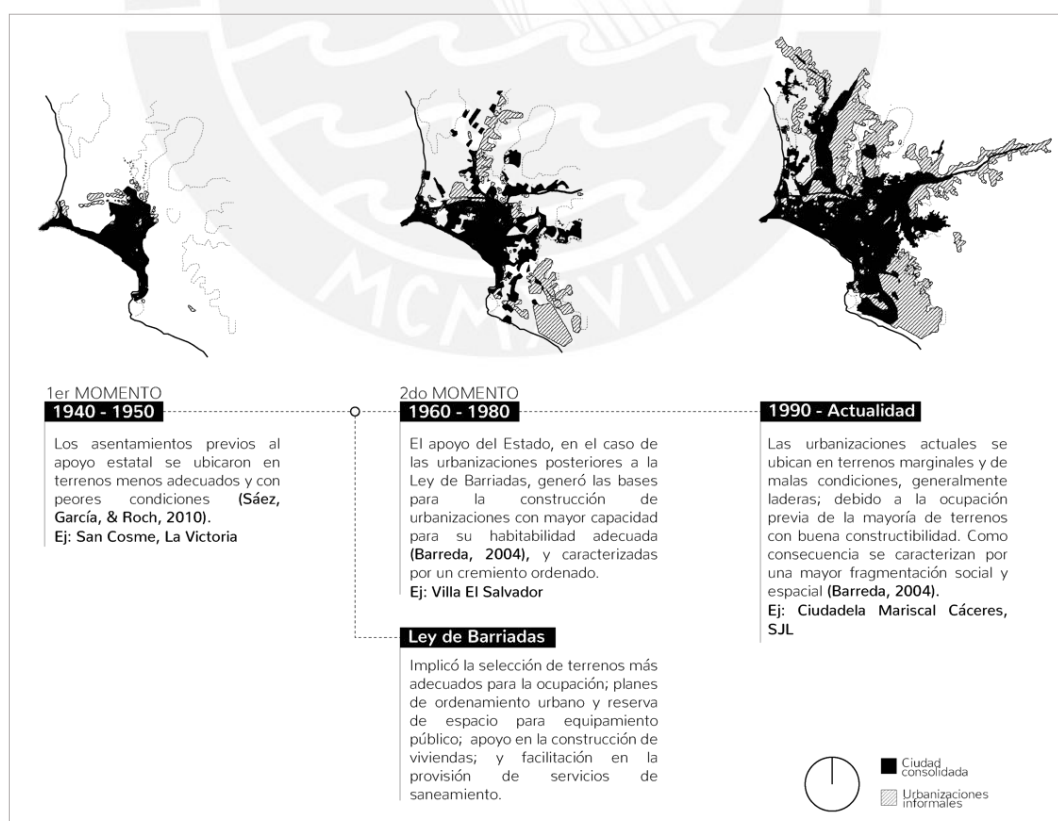 MCMXVII
1er MOMENTO
1940 - 1950
Los asentamientos previos al
apoyo estatal se ubicaron en
terrenos menos adecuados y con
peores condiciones (Sáez,
García, & Roch, 2010).
Ej: San Cosme, La Victoria
2do MOMENTO
1960 - 1980
El apoyo del Estado, en el caso de
las urbanizaciones posteriores a la
Ley de Barriadas, generó las bases
para la construcción de
urbanizaciones con mayor capacidad
para su habitabilidad adecuada
(Barreda, 2004), y caracterizadas
por un cremiento ordenado.
Ej: Villa El Salvador
Ley de Barriadas
Implicó la selección de terrenos más
adecuados para la ocupación; planes
de ordenamiento urbano y reserva
de espacio para equipamiento
público; apoyo en la construcción de
viviendas; y facilitación en la
provisión de servicios de
saneamiento.
1990 - Actualidad
Las urbanizaciones actuales se
ubican en terrenos marginales y de
malas condiciones, generalmente
laderas; debido a la ocupación
previa de la mayoría de terrenos
con buena constructibilidad. Como
consecuencia se caracterizan por
una mayor fragmentación social y
espacial (Barreda, 2004).
Ej: Ciudadela Mariscal Cáceres,
SJL
Ciudad
consolidada
Urbanizaciones
informales